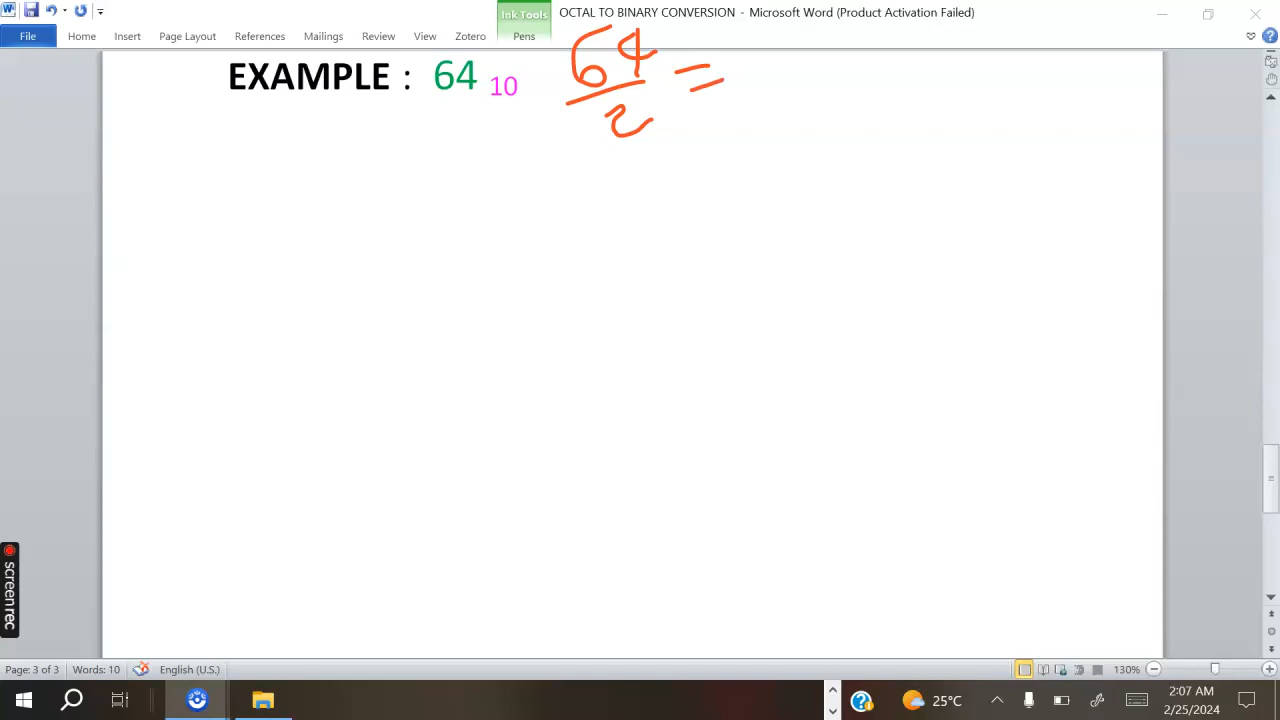 Ink Tools
OCTAL TO BINARY CONVERSION - Microsoft Word (Product Activation Failed)
File Home Insert Page Layout References Mailings Review View Zotero Pens
EXAMPLE : 64 10
64
2
=
screen rec
Page: 3 of 3 Words: 10 English (U.S.) 130%
25°C
2:07 AM
2/25/2024